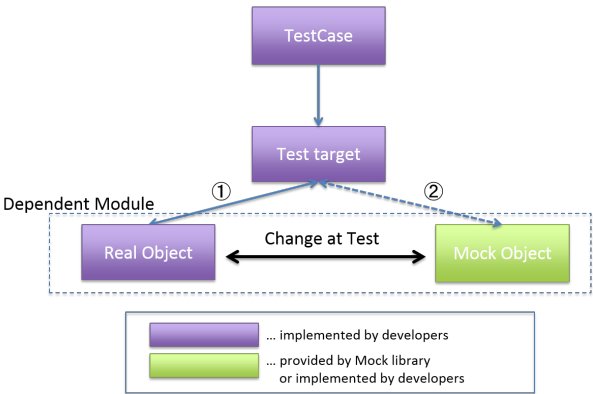 TestCase
Test target
①
②
Dependent Module
Real Object
Change at Test
Mock Object
... implemented by developers
... provided by Mock library
or implemented by developers